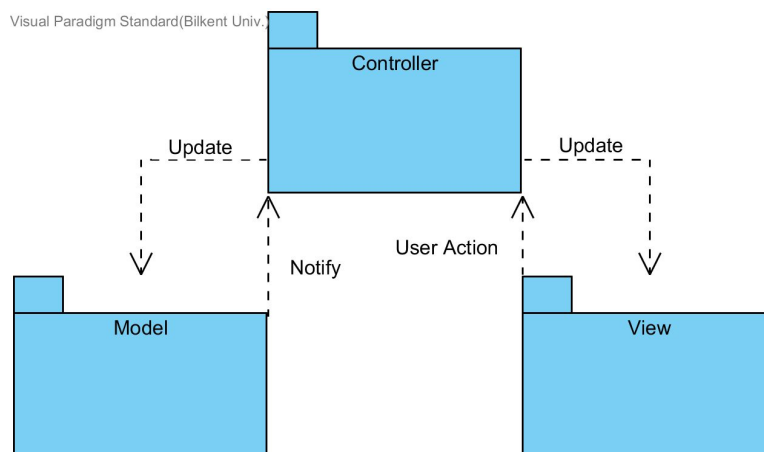 Visual Paradigm Standard(Bilkent Univ.)
Controller
Update
Update
Notify
User Action
Model
View